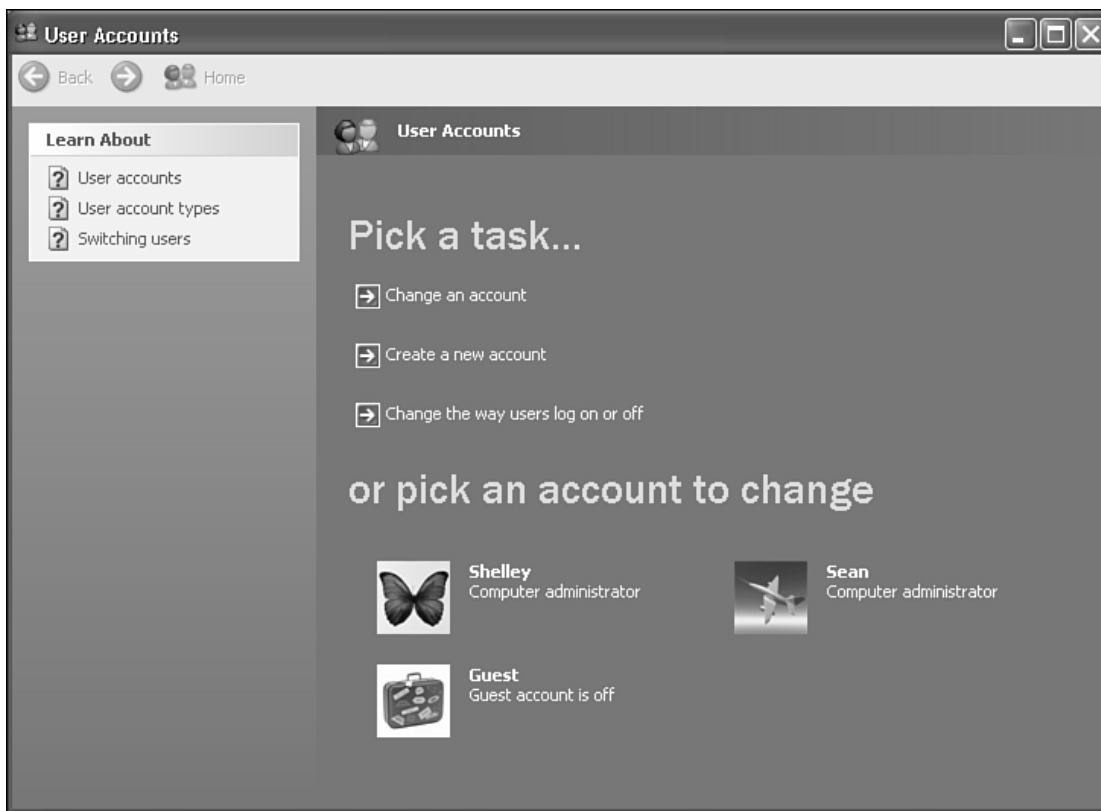 User Accounts
Back
Home
Learn About
User accounts
User account types
Switching users
User Accounts
Pick a task...
Change an account
Create a new account
Change the way users log on or off
or pick an account to change
Shelley
Computer administrator
Sean
Computer administrator
Guest
Guest account is off